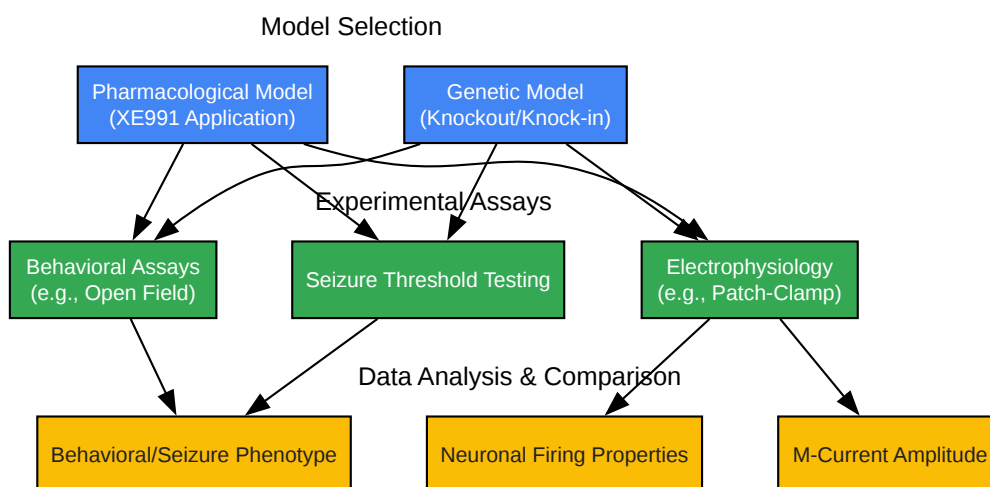 Model Selection
Pharmacological Model
(XE991 Application)
Genetic Model
(Knockout/Knock-in)
Experimental Assays
Behavioral Assays
(e.g., Open Field)
Seizure Threshold Testing
Electrophysiology
(e.g., Patch-Clamp)
Data Analysis & Comparison
Behavioral/Seizure Phenotype
Neuronal Firing Properties
M-Current Amplitude